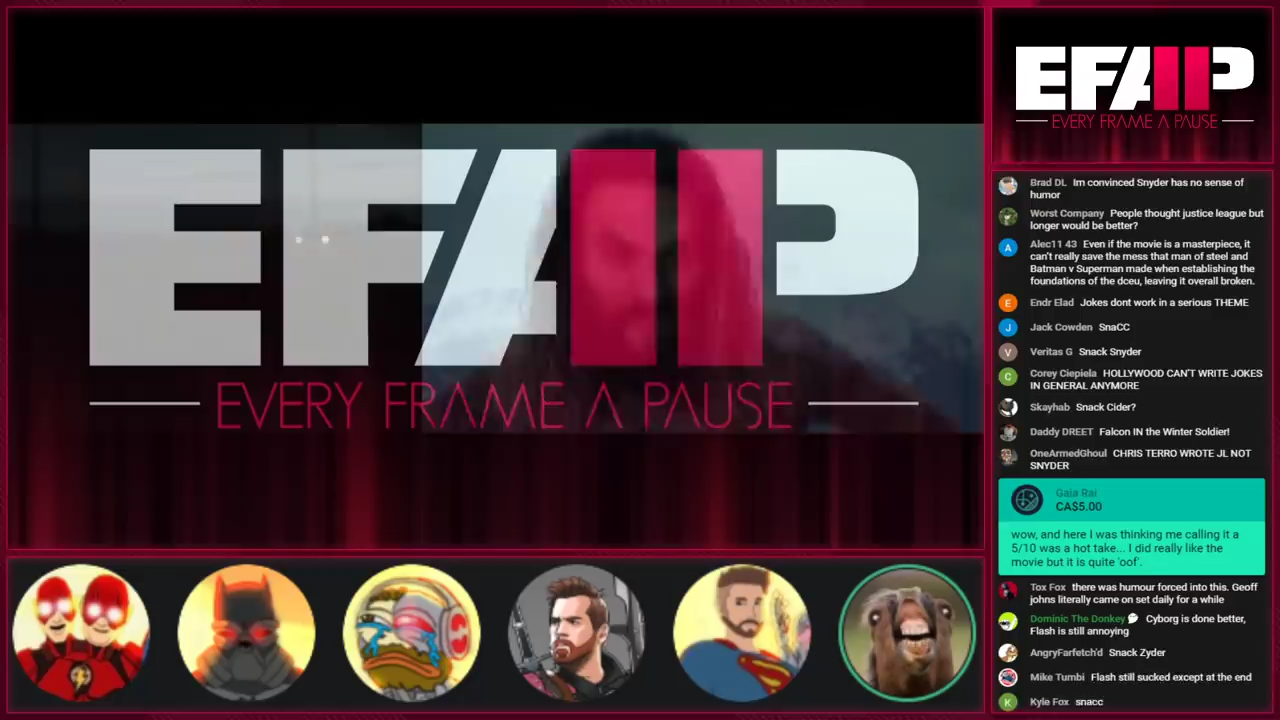 EFAP
EVERY FRAME A PAUSE
EFAP
EVERY FRAME A PAUSE
Brad DL Im convinced Snyder has no sense of
humor
Worst Company People thought justice league but
longer would be better?
A Alec11 43 Even if the movie is a masterpiece, it
can't really save the mess that man of steel and
Batman v Superman made when establishing the
foundations of the dceu, leaving it overall broken.
E Endr Elad Jokes dont work in a serious THEME
J Jack Cowden SnaCC
V Veritas G Snack Snyder
C Corey Ciepiela HOLLYWOOD CAN'T WRITE JOKES
IN GENERAL ANYMORE
Skayhab Snack Cider?
Daddy DREET Falcon IN the Winter Soldier!
OneArmedGhoul CHRIS TERRO WROTE JL NOT
SNYDER
Gaia Rai
CA$5.00
wow, and here I was thinking me calling it a
5/10 was a hot take... I did really like the
movie but it is quite 'oof'.
Tox Fox there was humour forced into this. Geoff
johns literally came on set daily for a while
Dominic The Donkey Cyborg is done better,
Flash is still annoying
AngryFarfetch'd Snack Zyder
Mike Tumbi Flash still sucked except at the end
K Kyle Fox snacc